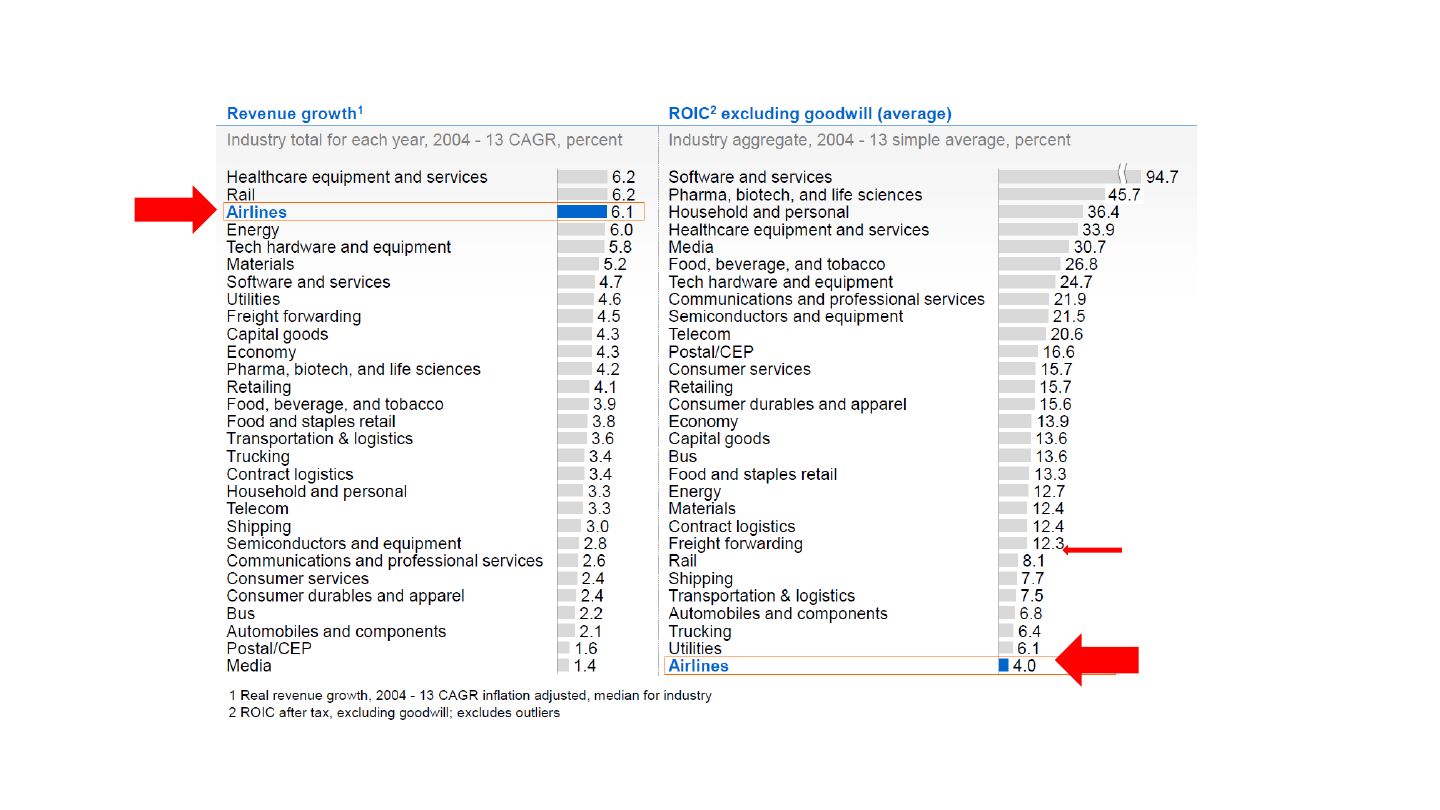 Revenue growth1
Industry total for each year, 2004 - 13 CAGR, percent
Healthcare equipment and services 6.2
Rail 6.2
Airlines 6.1
Energy 6.0
Tech hardware and equipment 5.8
Materials 5.2
Software and services 4.7
Utilities 4.6
Freight forwarding 4.5
Capital goods 4.3
Economy 4.3
Pharma, biotech, and life sciences 4.2
Retailing 4.1
Food, beverage, and tobacco 3.9
Food and staples retail 3.8
Transportation & logistics 3.6
Trucking 3.4
Contract logistics 3.4
Household and personal 3.3
Telecom 3.3
Shipping 3.0
Semiconductors and equipment 2.8
Communications and professional services 2.6
Consumer services 2.4
Consumer durables and apparel 2.4
Bus 2.2
Automobiles and components 2.1
Postal/CEP 1.6
Media 1.4
ROIC2 excluding goodwill (average)
Industry aggregate, 2004 - 13 simple average, percent
Software and services 94.7
Pharma, biotech, and life sciences 45.7
Household and personal 36.4
Healthcare equipment and services 33.9
Media 30.7
Food, beverage, and tobacco 26.8
Tech hardware and equipment 24.7
Communications and professional services 21.9
Semiconductors and equipment 21.5
Telecom 20.6
Postal/CEP 16.6
Consumer services 15.7
Retailing 15.7
Consumer durables and apparel 15.6
Economy 13.9
Capital goods 13.6
Bus 13.6
Food and staples retail 13.3
Energy 12.7
Materials 12.4
Contract logistics 12.4
Freight forwarding 12.3
Rail 8.1
Shipping 7.7
Transportation & logistics 7.5
Automobiles and components 6.8
Trucking 6.4
Utilities 6.1
Airlines 4.0
1 Real revenue growth, 2004 - 13 CAGR inflation adjusted, median for industry
2 ROIC after tax, excluding goodwill; excludes outliers